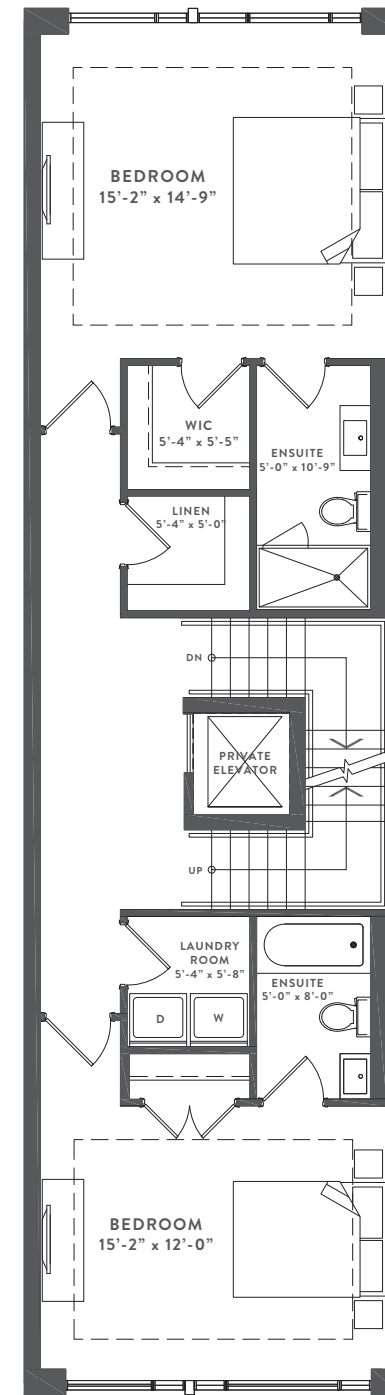 BEDROOM
15’-2” x 14’-9”
WIC
5’-4” x 5’-5”
ENSUITE
5’-0” x 10’-9”
LINEN
5’-4” x 5’-0”
DN
PRIVATE
ELEVATOR
UP
LAUNDRY
ROOM
5’-4” x 5’-8”
ENSUITE
5’-0” x 8’-0”
D
W
BEDROOM
15’-2” x 12’-0”